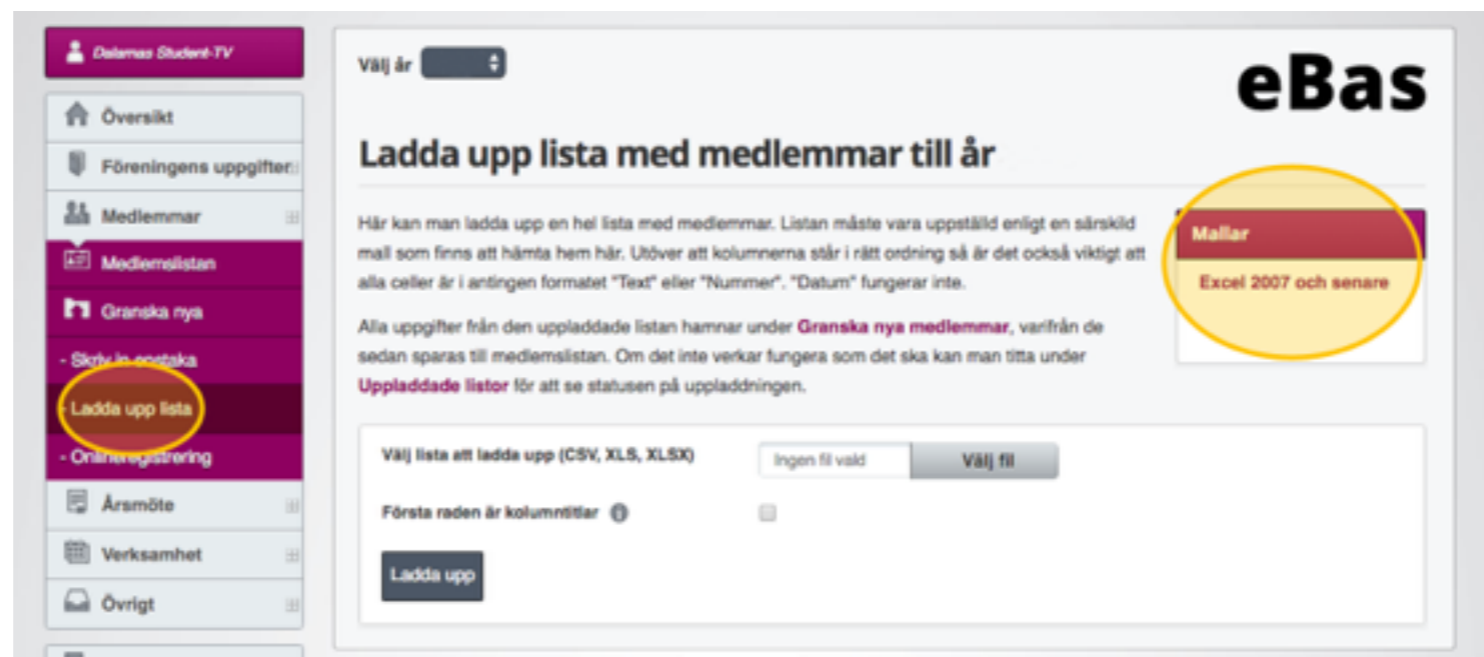 Dalarnas Student-TV
Översikt
Föreningens uppgifter
Medlemmar
Medlemslistan
Granska nya
- Skriv in enstaka
- Ladda upp lista
- Onlineregistrering
Årsmöte
Verksamhet
Övrigt
Välj år
eBas
Ladda upp lista med medlemmar till år
Här kan man ladda upp en hel lista med medlemmar. Listan måste vara uppställd enligt en särskild
mall som finns att hämta hem här. Utöver att kolumnerna står i rätt ordning så är det också viktigt att
alla celler är i antingen formatet "Text" eller "Nummer". "Datum" fungerar inte.
Alla uppgifter från den uppladdade listan hamnar under Granska nya medlemmar, varifrån de
sedan sparas till medlemslistan. Om det inte verkar fungera som det ska kan man titta under
Uppladdade listor för att se statusen på uppladdningen.
Mallar
Excel 2007 och senare
Välj lista att ladda upp (CSV, XLS, XLSX)
Ingen fil vald
Välj fil
Första raden är kolumntitlar
Ladda upp